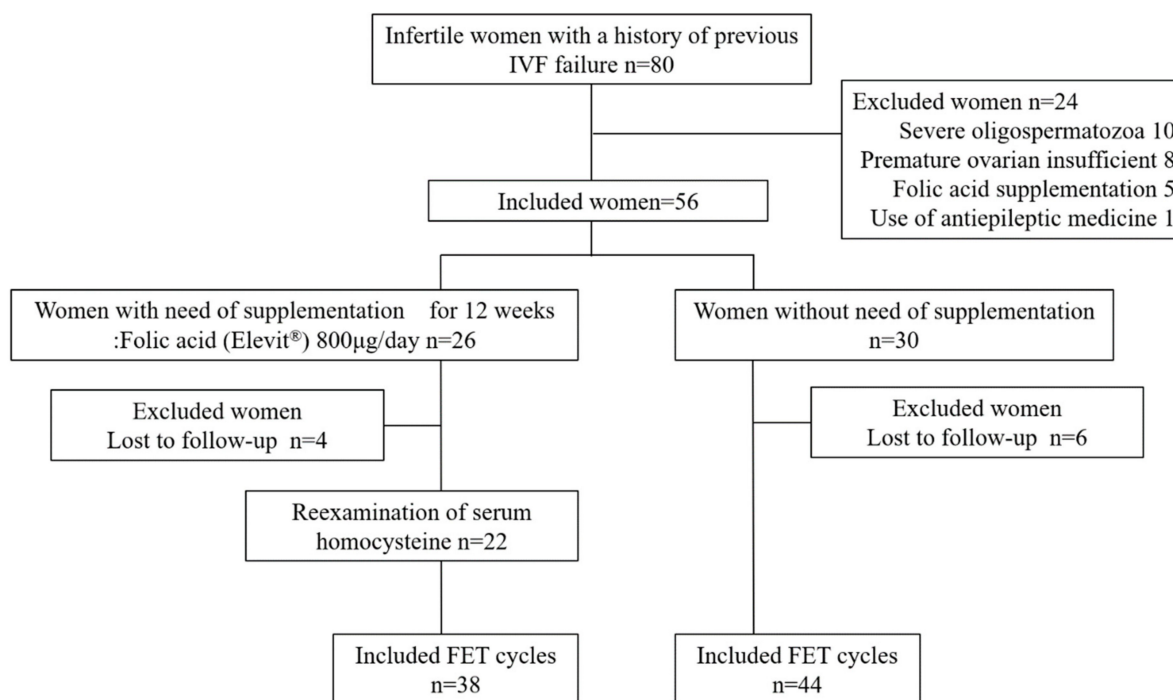 Infertile women with a history of previous
IVF failure n=80
Excluded women n=24
Severe oligospermatozoa 10
Premature ovarian insufficient 8
Folic acid supplementation 5
Use of antiepileptic medicine 1
Included women=56
Women with need of supplementation for 12 weeks
:Folic acid (Elevit®) 800μg/day n=26
Women without need of supplementation
n=30
Excluded women
Lost to follow-up n=4
Excluded women
Lost to follow-up n=6
Reexamination of serum
homocysteine n=22
Included FET cycles
n=38
Included FET cycles
n=44